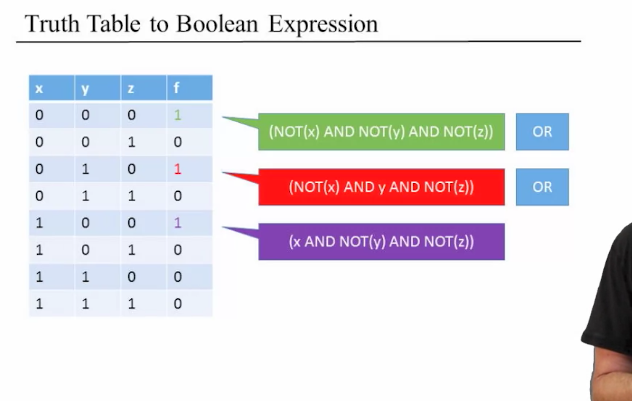 Truth Table to Boolean Expression
x y z f
0 0 0 1
(NOT(x) AND NOT(y) AND NOT(z)) OR
0 0 1 0
0 1 0 1
(NOT(x) AND y AND NOT(z)) OR
0 1 1 0
1 0 0 1
(x AND NOT(y) AND NOT(z))
1 0 1 0
1 1 0 0
1 1 1 0